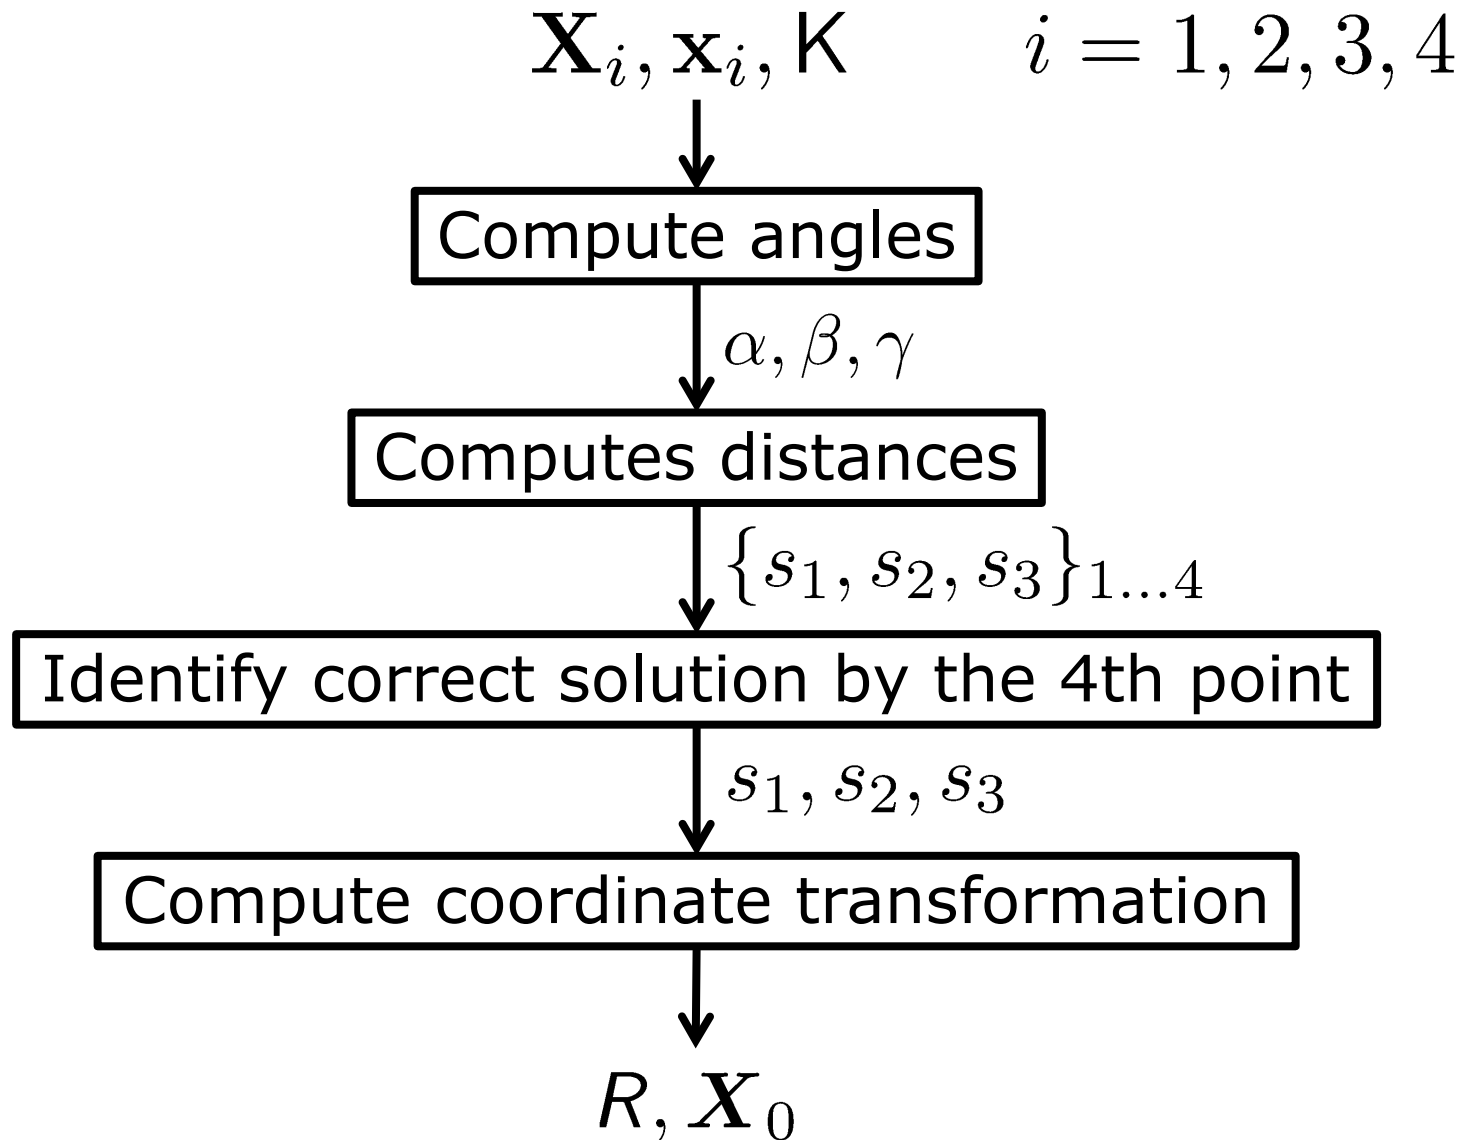 𝐗ᵢ, 𝐱ᵢ, K i = 1, 2, 3, 4
Compute angles
α, β, γ
Computes distances
{s₁, s₂, s₃}₁…₄
Identify correct solution by the 4th point
s₁, s₂, s₃
Compute coordinate transformation
R, 𝑿₀